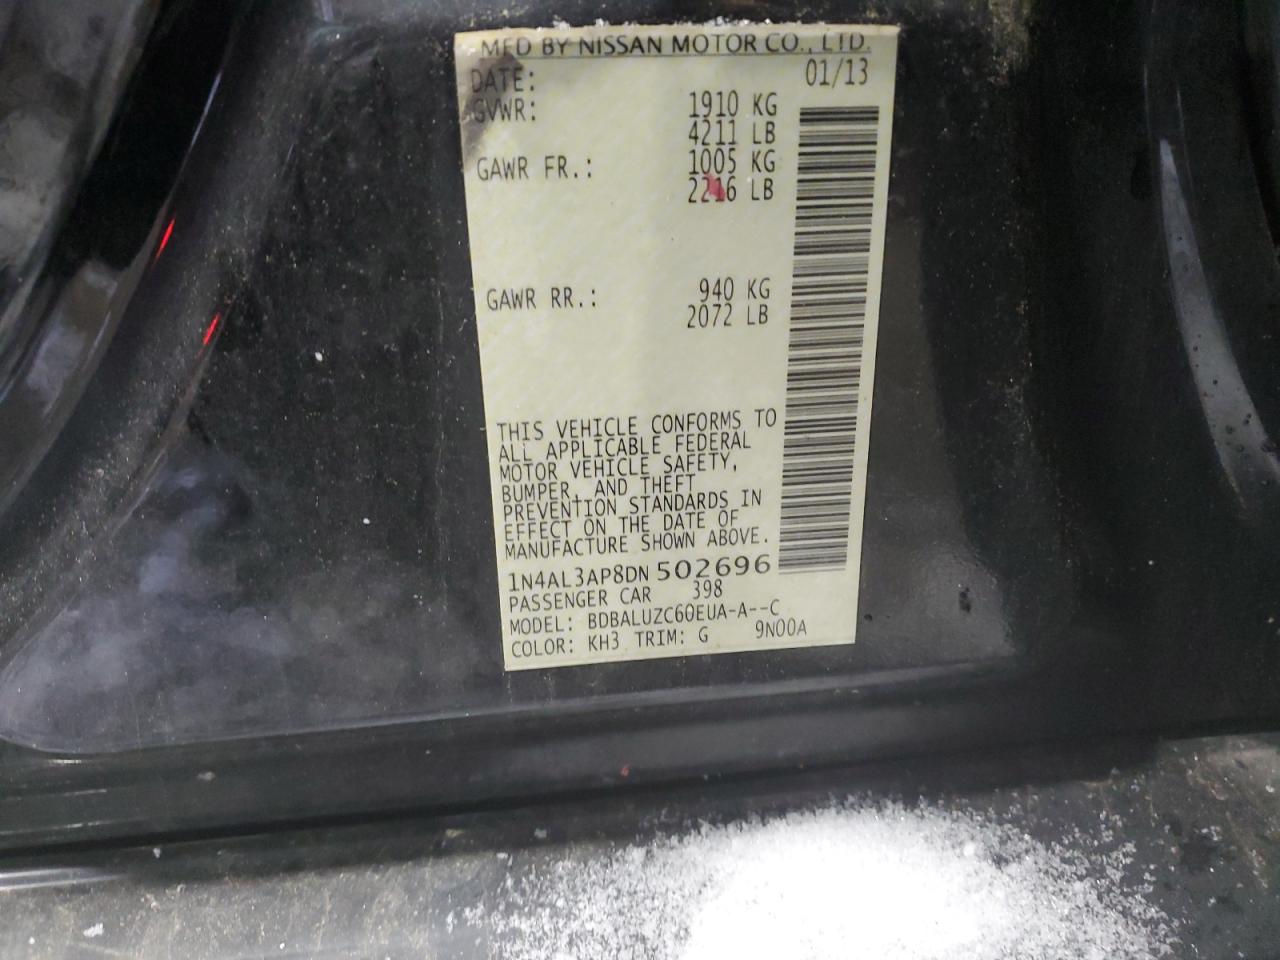 MFD BY NISSAN MOTOR CO., LTD.
DATE: 01/13
GVWR: 1910 KG
4211 LB
GAWR FR.: 1005 KG
2216 LB
GAWR RR.: 940 KG
2072 LB
THIS VEHICLE CONFORMS TO
ALL APPLICABLE FEDERAL
MOTOR VEHICLE SAFETY,
BUMPER, AND THEFT
PREVENTION STANDARDS IN
EFFECT ON THE DATE OF
MANUFACTURE SHOWN ABOVE.
1N4AL3AP8DN502696
PASSENGER CAR 398
MODEL: BDBALUZC60EUA-A--C
COLOR: KH3 TRIM: G 9N00A